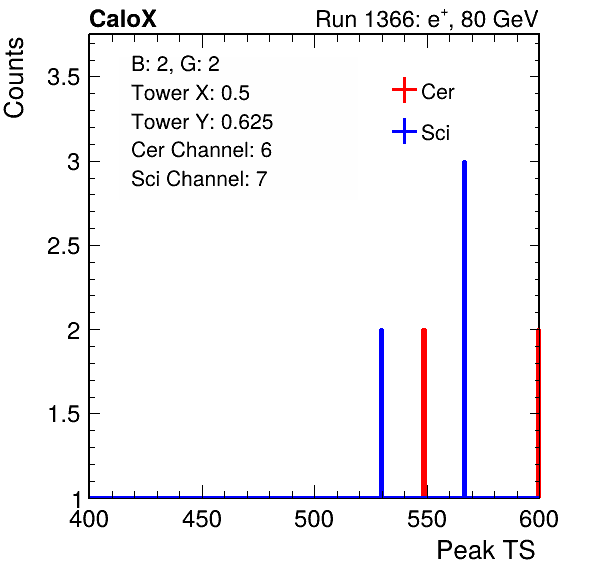 CaloX Run 1366: e⁺, 80 GeV
Counts
B: 2, G: 2
Tower X: 0.5
Tower Y: 0.625
Cer Channel: 6
Sci Channel: 7
Cer
Sci
3.5
3
2.5
2
1.5
1
400 450 500 550 600
Peak TS